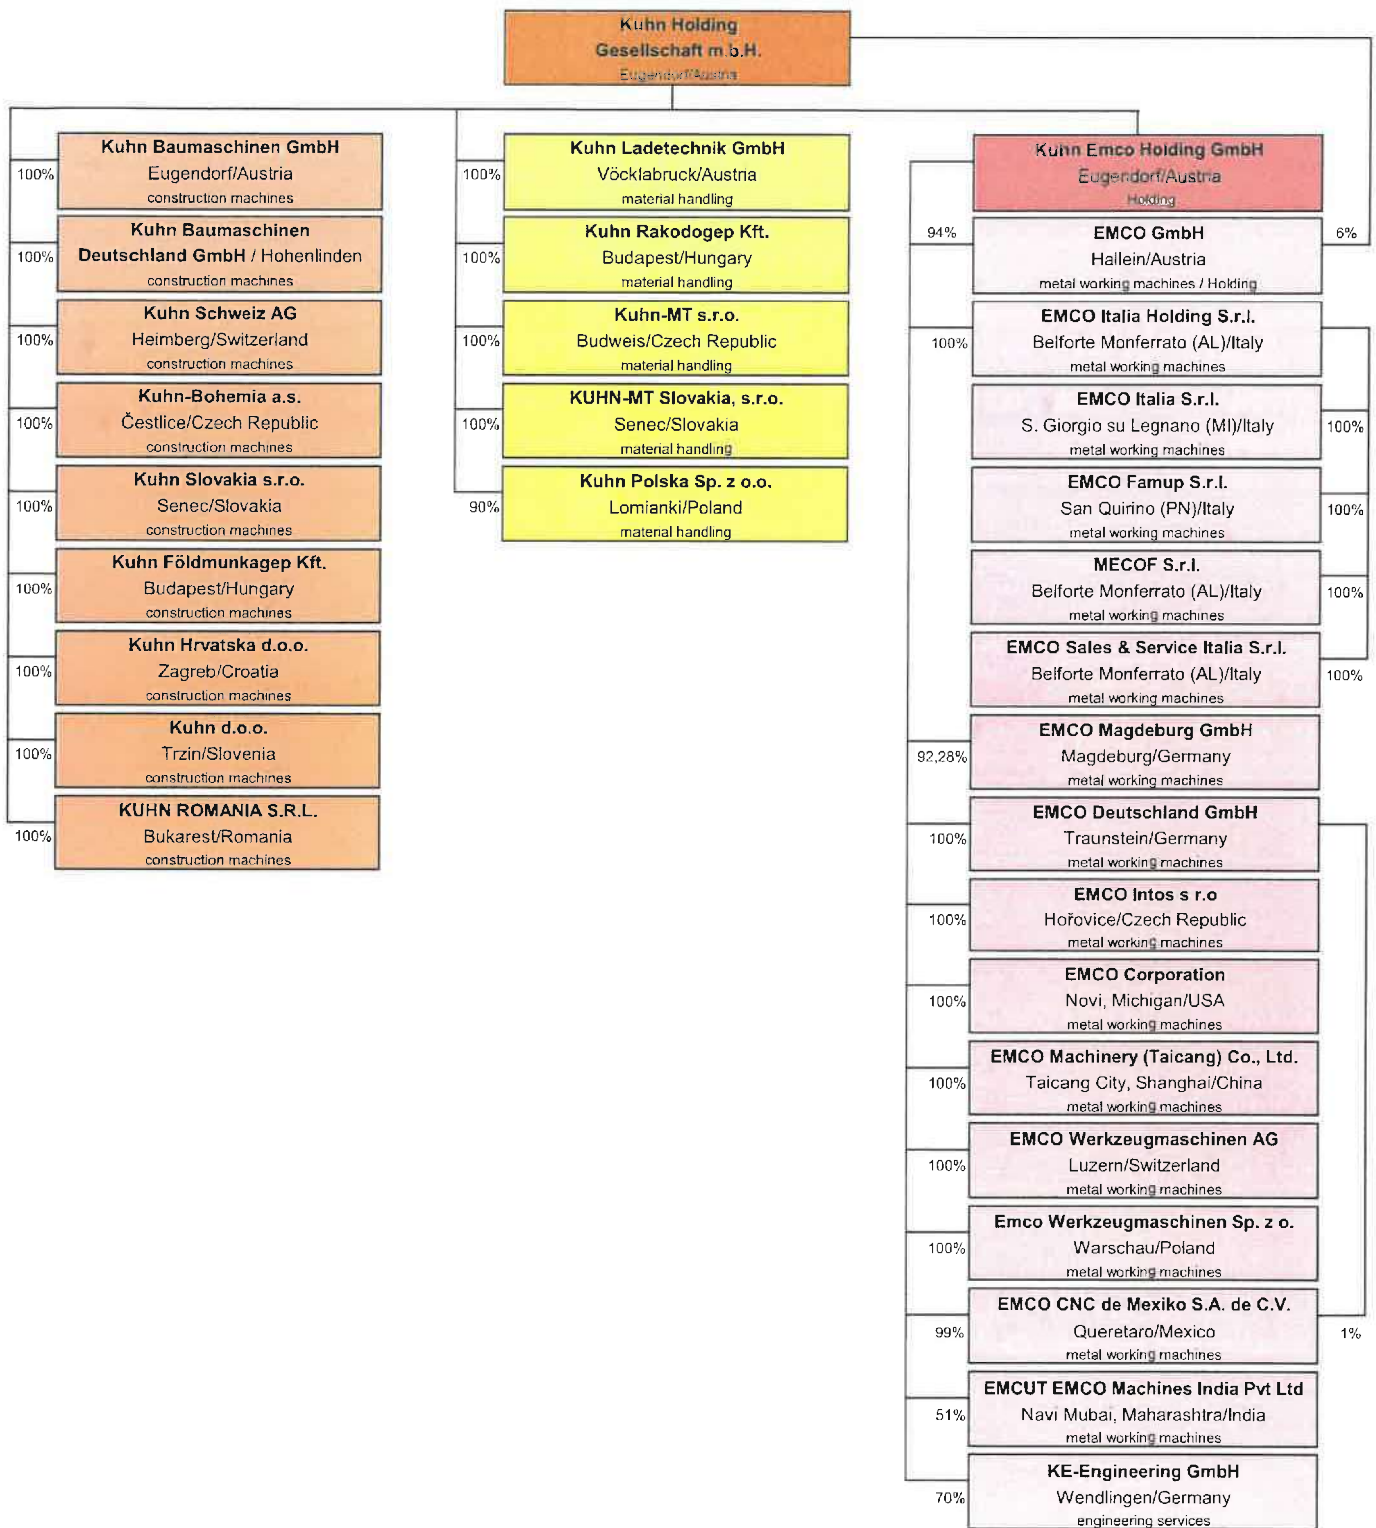 Kuhn Holding
Gesellschaft m.b.H.
Eugendorf/Austria
Kuhn Baumaschinen GmbH
100%
Eugendorf/Austria
construction machines
Kuhn Baumaschinen
100%
Deutschland GmbH / Hohenlinden
construction machines
Kuhn Schweiz AG
100%
Heimberg/Switzerland
construction machines
Kuhn-Bohemia a.s.
100%
Čestlice/Czech Republic
construction machines
Kuhn Slovakia s.r.o.
100%
Senec/Slovakia
construction machines
Kuhn Földmunkagep Kft.
100%
Budapest/Hungary
construction machines
Kuhn Hrvatska d.o.o.
100%
Zagreb/Croatia
construction machines
Kuhn d.o.o.
100%
Trzin/Slovenia
construction machines
KUHN ROMANIA S.R.L.
100%
Bukarest/Romania
construction machines
Kuhn Ladetechnik GmbH
100%
Vöcklabruck/Austria
material handling
Kuhn Rakodogep Kft.
100%
Budapest/Hungary
material handling
Kuhn-MT s.r.o.
100%
Budweis/Czech Republic
material handling
KUHN-MT Slovakia, s.r.o.
100%
Senec/Slovakia
material handling
Kuhn Polska Sp. z o.o.
90%
Lomianki/Poland
material handling
Kuhn Emco Holding GmbH
Eugendorf/Austria
Holding
94%
EMCO GmbH
6%
Hallein/Austria
metal working machines / Holding
EMCO Italia Holding S.r.l.
100%
Belforte Monferrato (AL)/Italy
metal working machines
EMCO Italia S.r.l.
S. Giorgio su Legnano (MI)/Italy
100%
metal working machines
EMCO Famup S.r.l.
San Quirino (PN)/Italy
100%
metal working machines
MECOF S.r.l.
Belforte Monferrato (AL)/Italy
100%
metal working machines
EMCO Sales & Service Italia S.r.l.
Belforte Monferrato (AL)/Italy
100%
metal working machines
EMCO Magdeburg GmbH
92,28%
Magdeburg/Germany
metal working machines
EMCO Deutschland GmbH
100%
Traunstein/Germany
metal working machines
EMCO Intos s r.o
100%
Hořovice/Czech Republic
metal working machines
EMCO Corporation
100%
Novi, Michigan/USA
metal working machines
EMCO Machinery (Taicang) Co., Ltd.
100%
Taicang City, Shanghai/China
metal working machines
EMCO Werkzeugmaschinen AG
100%
Luzern/Switzerland
metal working machines
Emco Werkzeugmaschinen Sp. z o.
100%
Warschau/Poland
metal working machines
EMCO CNC de Mexiko S.A. de C.V.
99%
Queretaro/Mexico
1%
metal working machines
EMCUT EMCO Machines India Pvt Ltd
51%
Navi Mubai, Maharashtra/India
metal working machines
KE-Engineering GmbH
70%
Wendlingen/Germany
engineering services